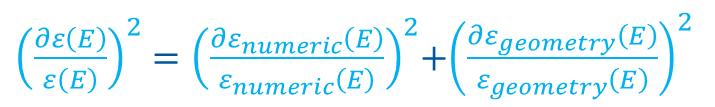 (∂ε(E)/ε(E))² = (∂ε_numeric(E)/ε_numeric(E))² + (∂ε_geometry(E)/ε_geometry(E))²